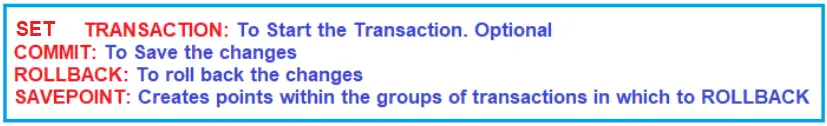 SET TRANSACTION: To Start the Transaction. Optional
COMMIT: To Save the changes
ROLLBACK: To roll back the changes
SAVEPOINT: Creates points within the groups of transactions in which to ROLLBACK